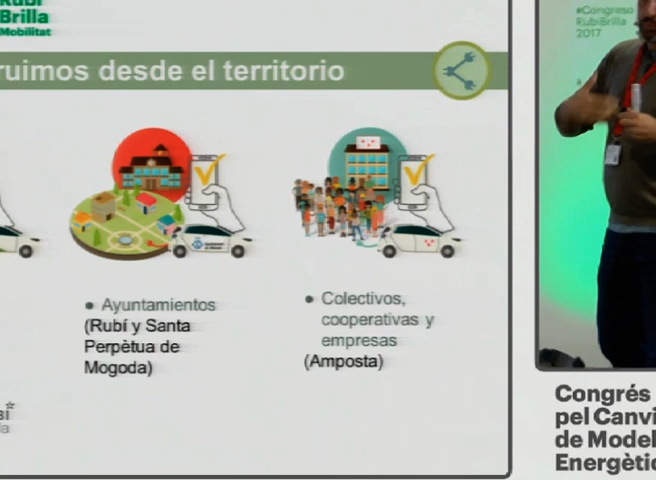 Rubí
Brilla
Mobilitat
ruimos desde el territorio
Ayuntamientos
(Rubí y Santa
Perpètua de
Mogoda)
Colectivos,
cooperativas y
empresas
(Amposta)
#Congreso
RubiBrilla
2017
Congrés
pel Canvi
de Model
Energètic